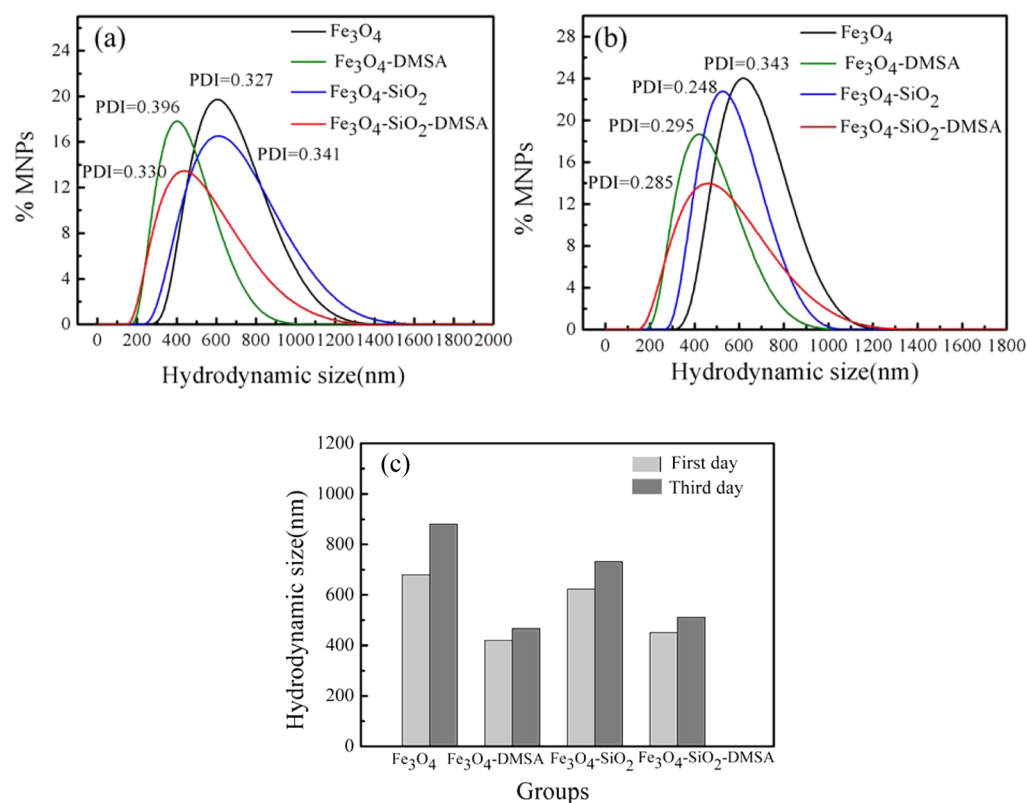 (a)
Fe3O4
Fe3O4-DMSA
Fe3O4-SiO2
Fe3O4-SiO2-DMSA
PDI=0.327
PDI=0.396
PDI=0.341
PDI=0.330
% MNPs
24
20
16
12
8
4
0
0 200 400 600 800 1000 1200 1400 1600 1800 2000
Hydrodynamic size(nm)
(b)
Fe3O4
Fe3O4-DMSA
Fe3O4-SiO2
Fe3O4-SiO2-DMSA
PDI=0.343
PDI=0.248
PDI=0.295
PDI=0.285
% MNPs
28
24
20
16
12
8
4
0
0 200 400 600 800 1000 1200 1400 1600 1800
Hydrodynamic size(nm)
(c)
First day
Third day
Hydrodynamic size(nm)
1200
1000
800
600
400
200
0
Fe3O4 Fe3O4-DMSA Fe3O4-SiO2 Fe3O4-SiO2-DMSA
Groups